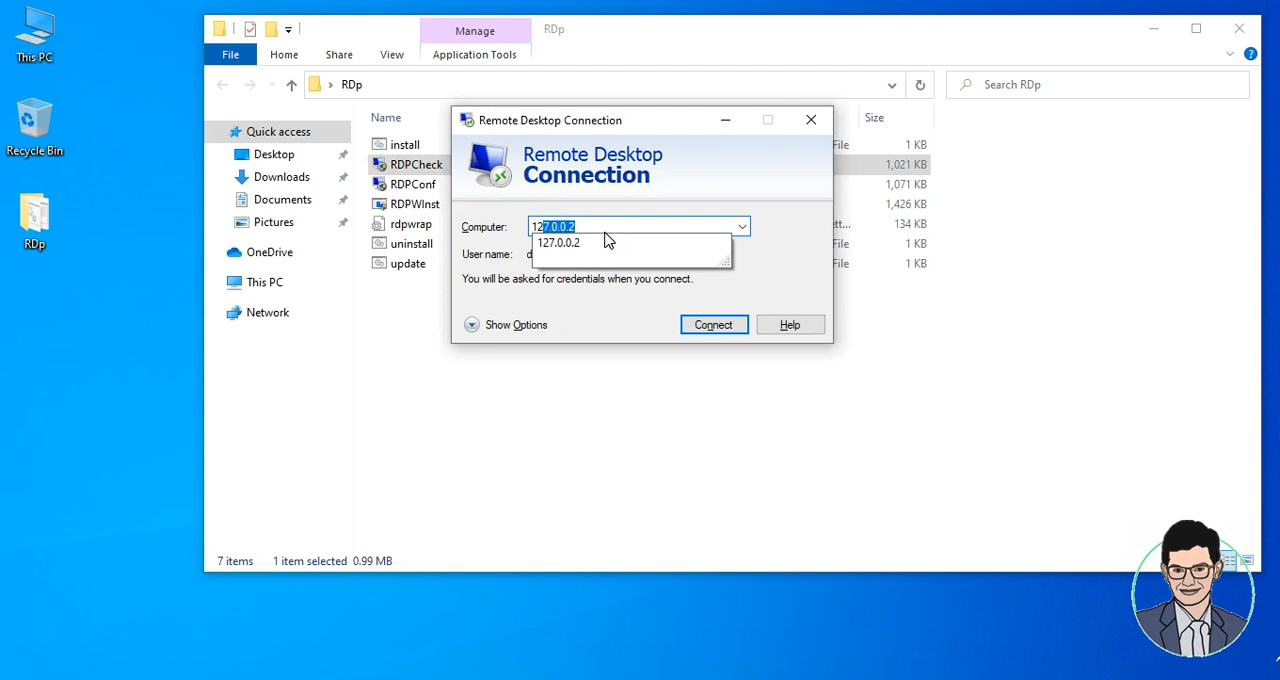 This PC
Recycle Bin
RDp
Manage
RDp
File
Home
Share
View
Application Tools
RDp
Search RDp
Quick access
Desktop
Downloads
Documents
Pictures
OneDrive
This PC
Network
Name
Size
install
File
1 KB
RDPCheck
1,021 KB
RDPConf
1,071 KB
RDPWInst
1,426 KB
rdpwrap
ett...
134 KB
uninstall
File
1 KB
update
File
1 KB
Remote Desktop Connection
Remote Desktop
Connection
Computer:
127.0.0.2
127.0.0.2
User name:
d
You will be asked for credentials when you connect.
Show Options
Connect
Help
7 items
1 item selected 0.99 MB